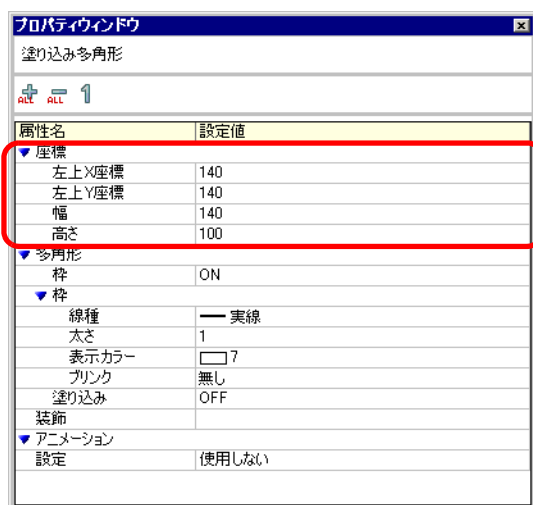 プロパティウィンドウ
塗り込み多角形
ALL ALL 1
属性名 設定値
座標
左上X座標 140
左上Y座標 140
幅 140
高さ 100
多角形
枠 ON
枠
線種 実線
太さ 1
表示カラー 7
ブリンク 無し
塗り込み OFF
装飾
アニメーション
設定 使用しない